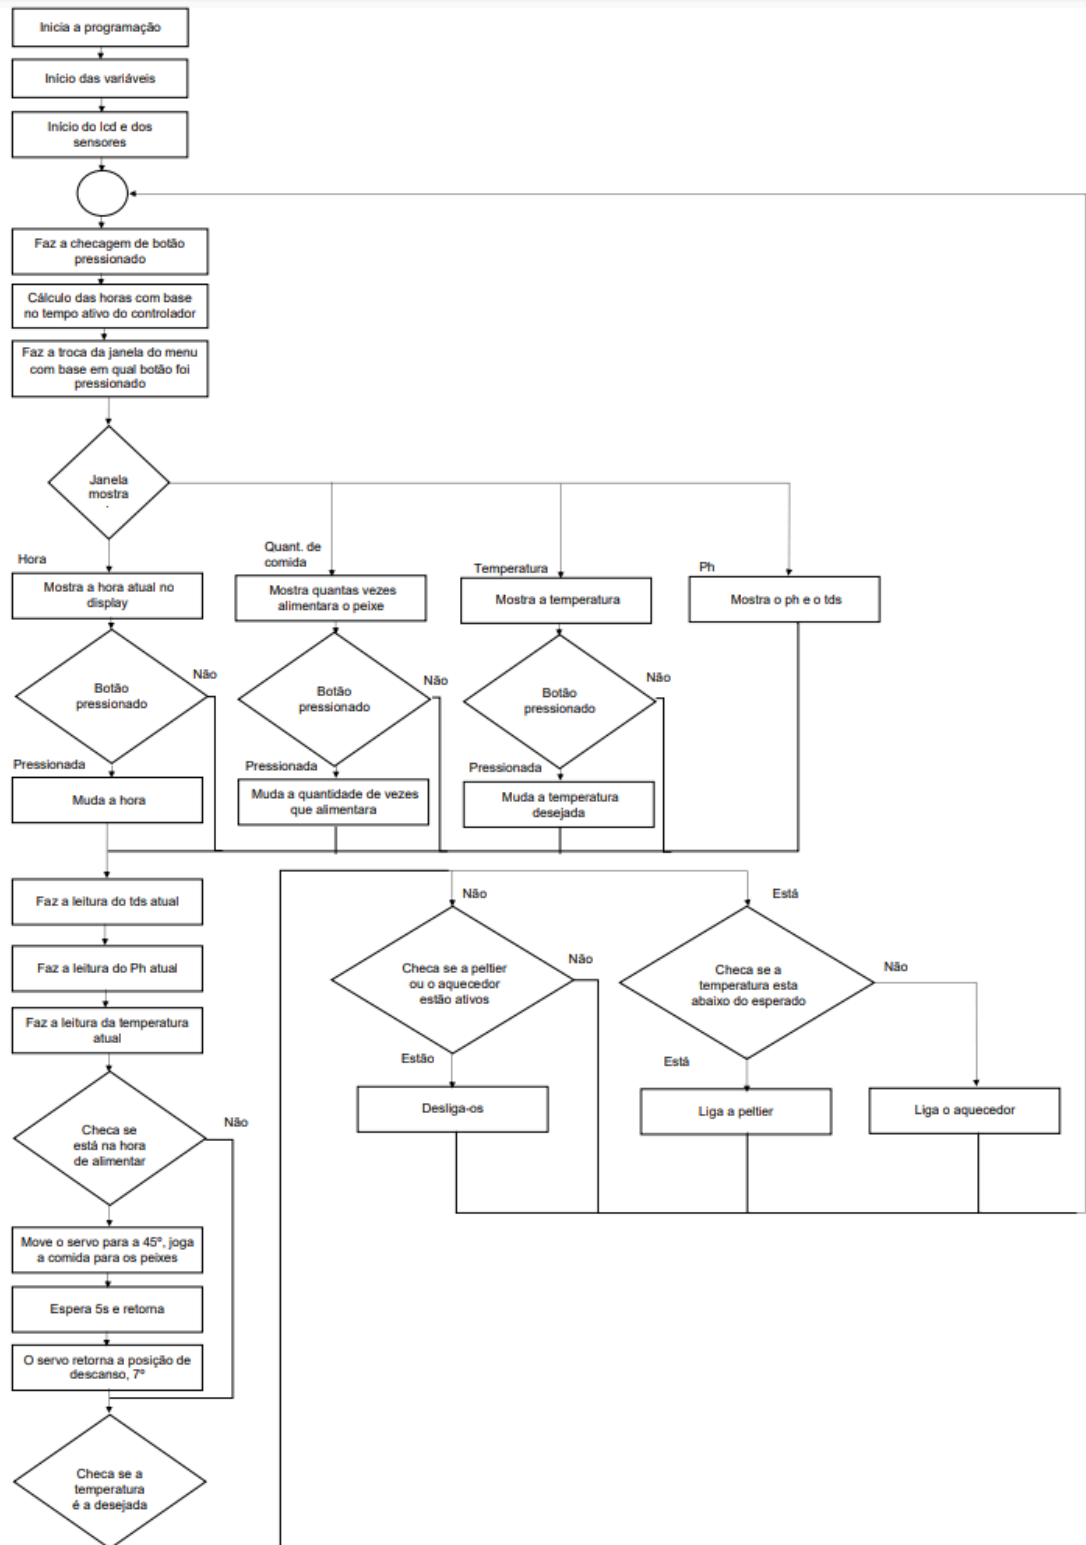 Inicia a programação
Início das variáveis
Início do lcd e dos
sensores
Faz a checagem de botão
pressionado
Cálculo das horas com base
no tempo ativo do controlador
Faz a troca da janela do menu
com base em qual botão foi
pressionado
Janela
mostra
.
Hora
Quant. de
comida
Temperatura
Ph
Mostra a hora atual no
display
Mostra quantas vezes
alimentara o peixe
Mostra a temperatura
Mostra o ph e o tds
Botão
pressionado
Não
Botão
pressionado
Não
Botão
pressionado
Não
Pressionada
Pressionada
Pressionada
Muda a hora
Muda a quantidade de vezes
que alimentara
Muda a temperatura
desejada
Faz a leitura do tds atual
Faz a leitura do Ph atual
Faz a leitura da temperatura
atual
Checa se
está na hora
de alimentar
Não
Move o servo para a 45º, joga
a comida para os peixes
Espera 5s e retorna
O servo retorna a posição de
descanso, 7º
Checa se a
temperatura
é a desejada
Não
Está
Checa se a peltier
ou o aquecedor
estão ativos
Não
Checa se a
temperatura esta
abaixo do esperado
Não
Estão
Está
Desliga-os
Liga a peltier
Liga o aquecedor